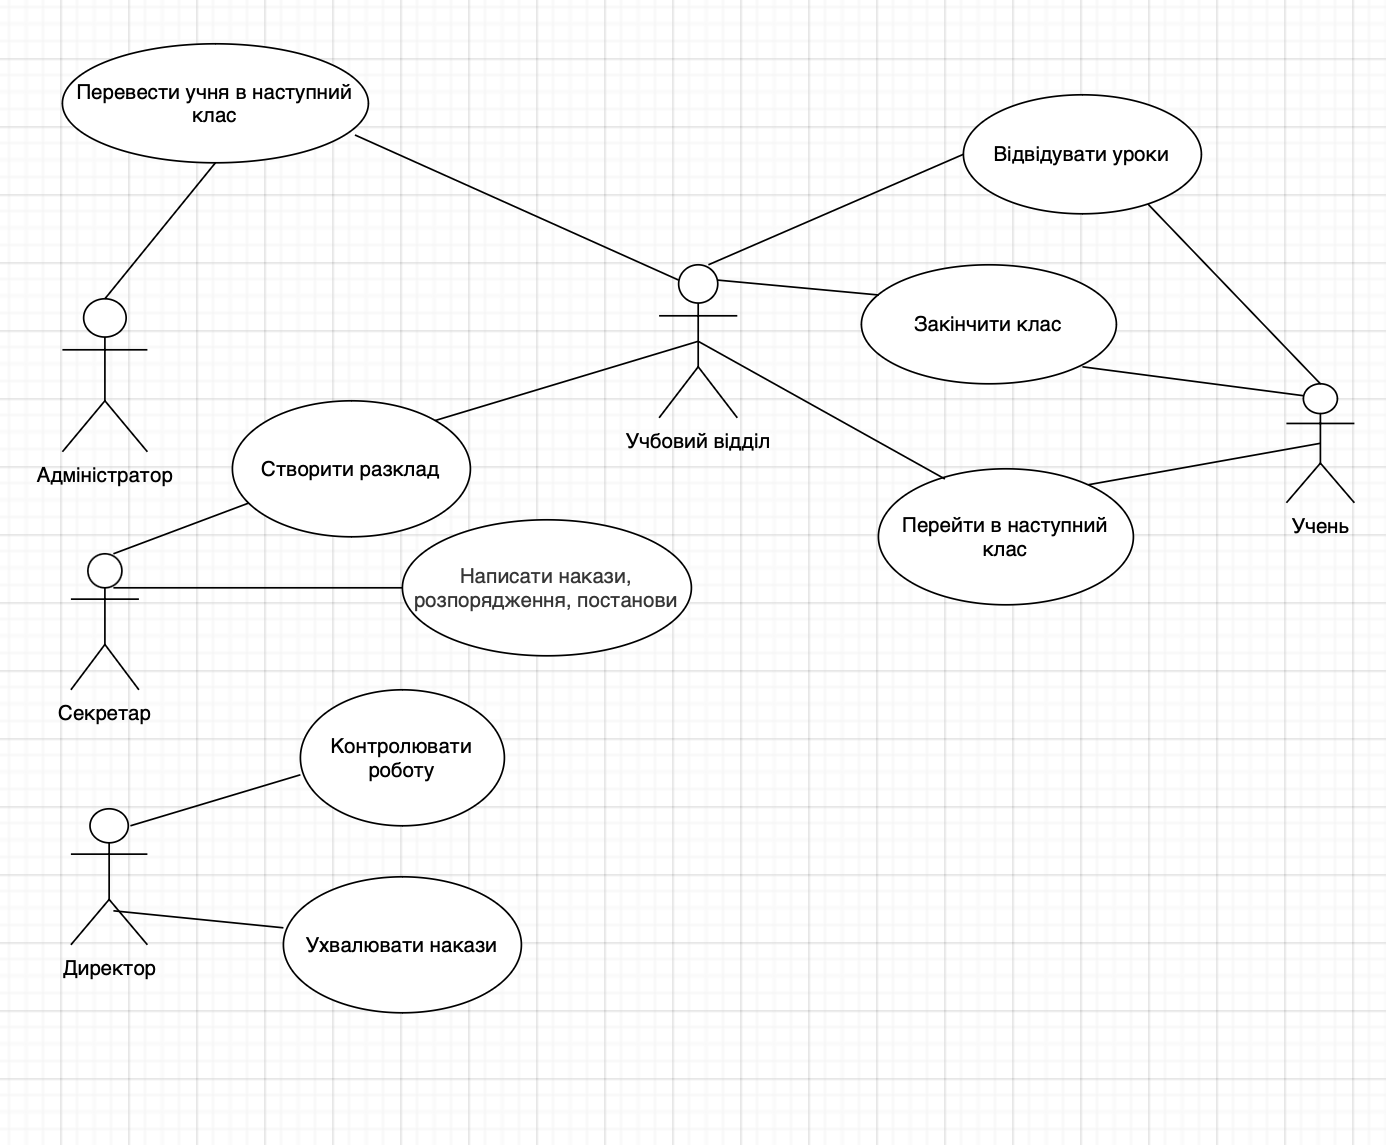 Перевести учня в наступний
клас
Відвідувати уроки
Закінчити клас
Учбовий відділ
Адміністратор
Створити разклад
Перейти в наступний
клас
Учень
Написати накази,
розпорядження, постанови
Секретар
Контролювати
роботу
Ухвалювати накази
Директор